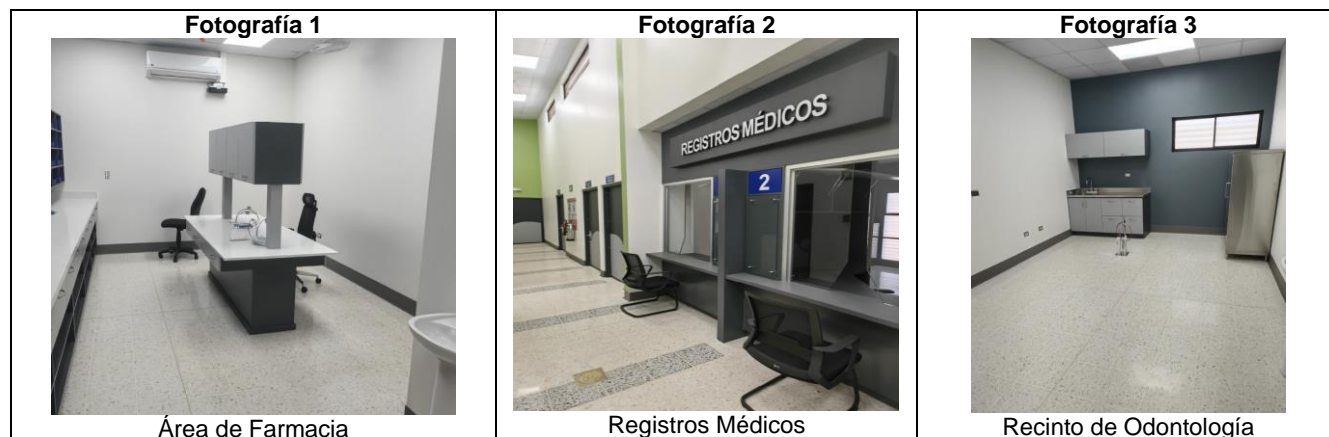 Fotografía 1
Fotografía 2
Fotografía 3
REGISTROS MÉDICOS
2
Área de Farmacia
Registros Médicos
Recinto de Odontología